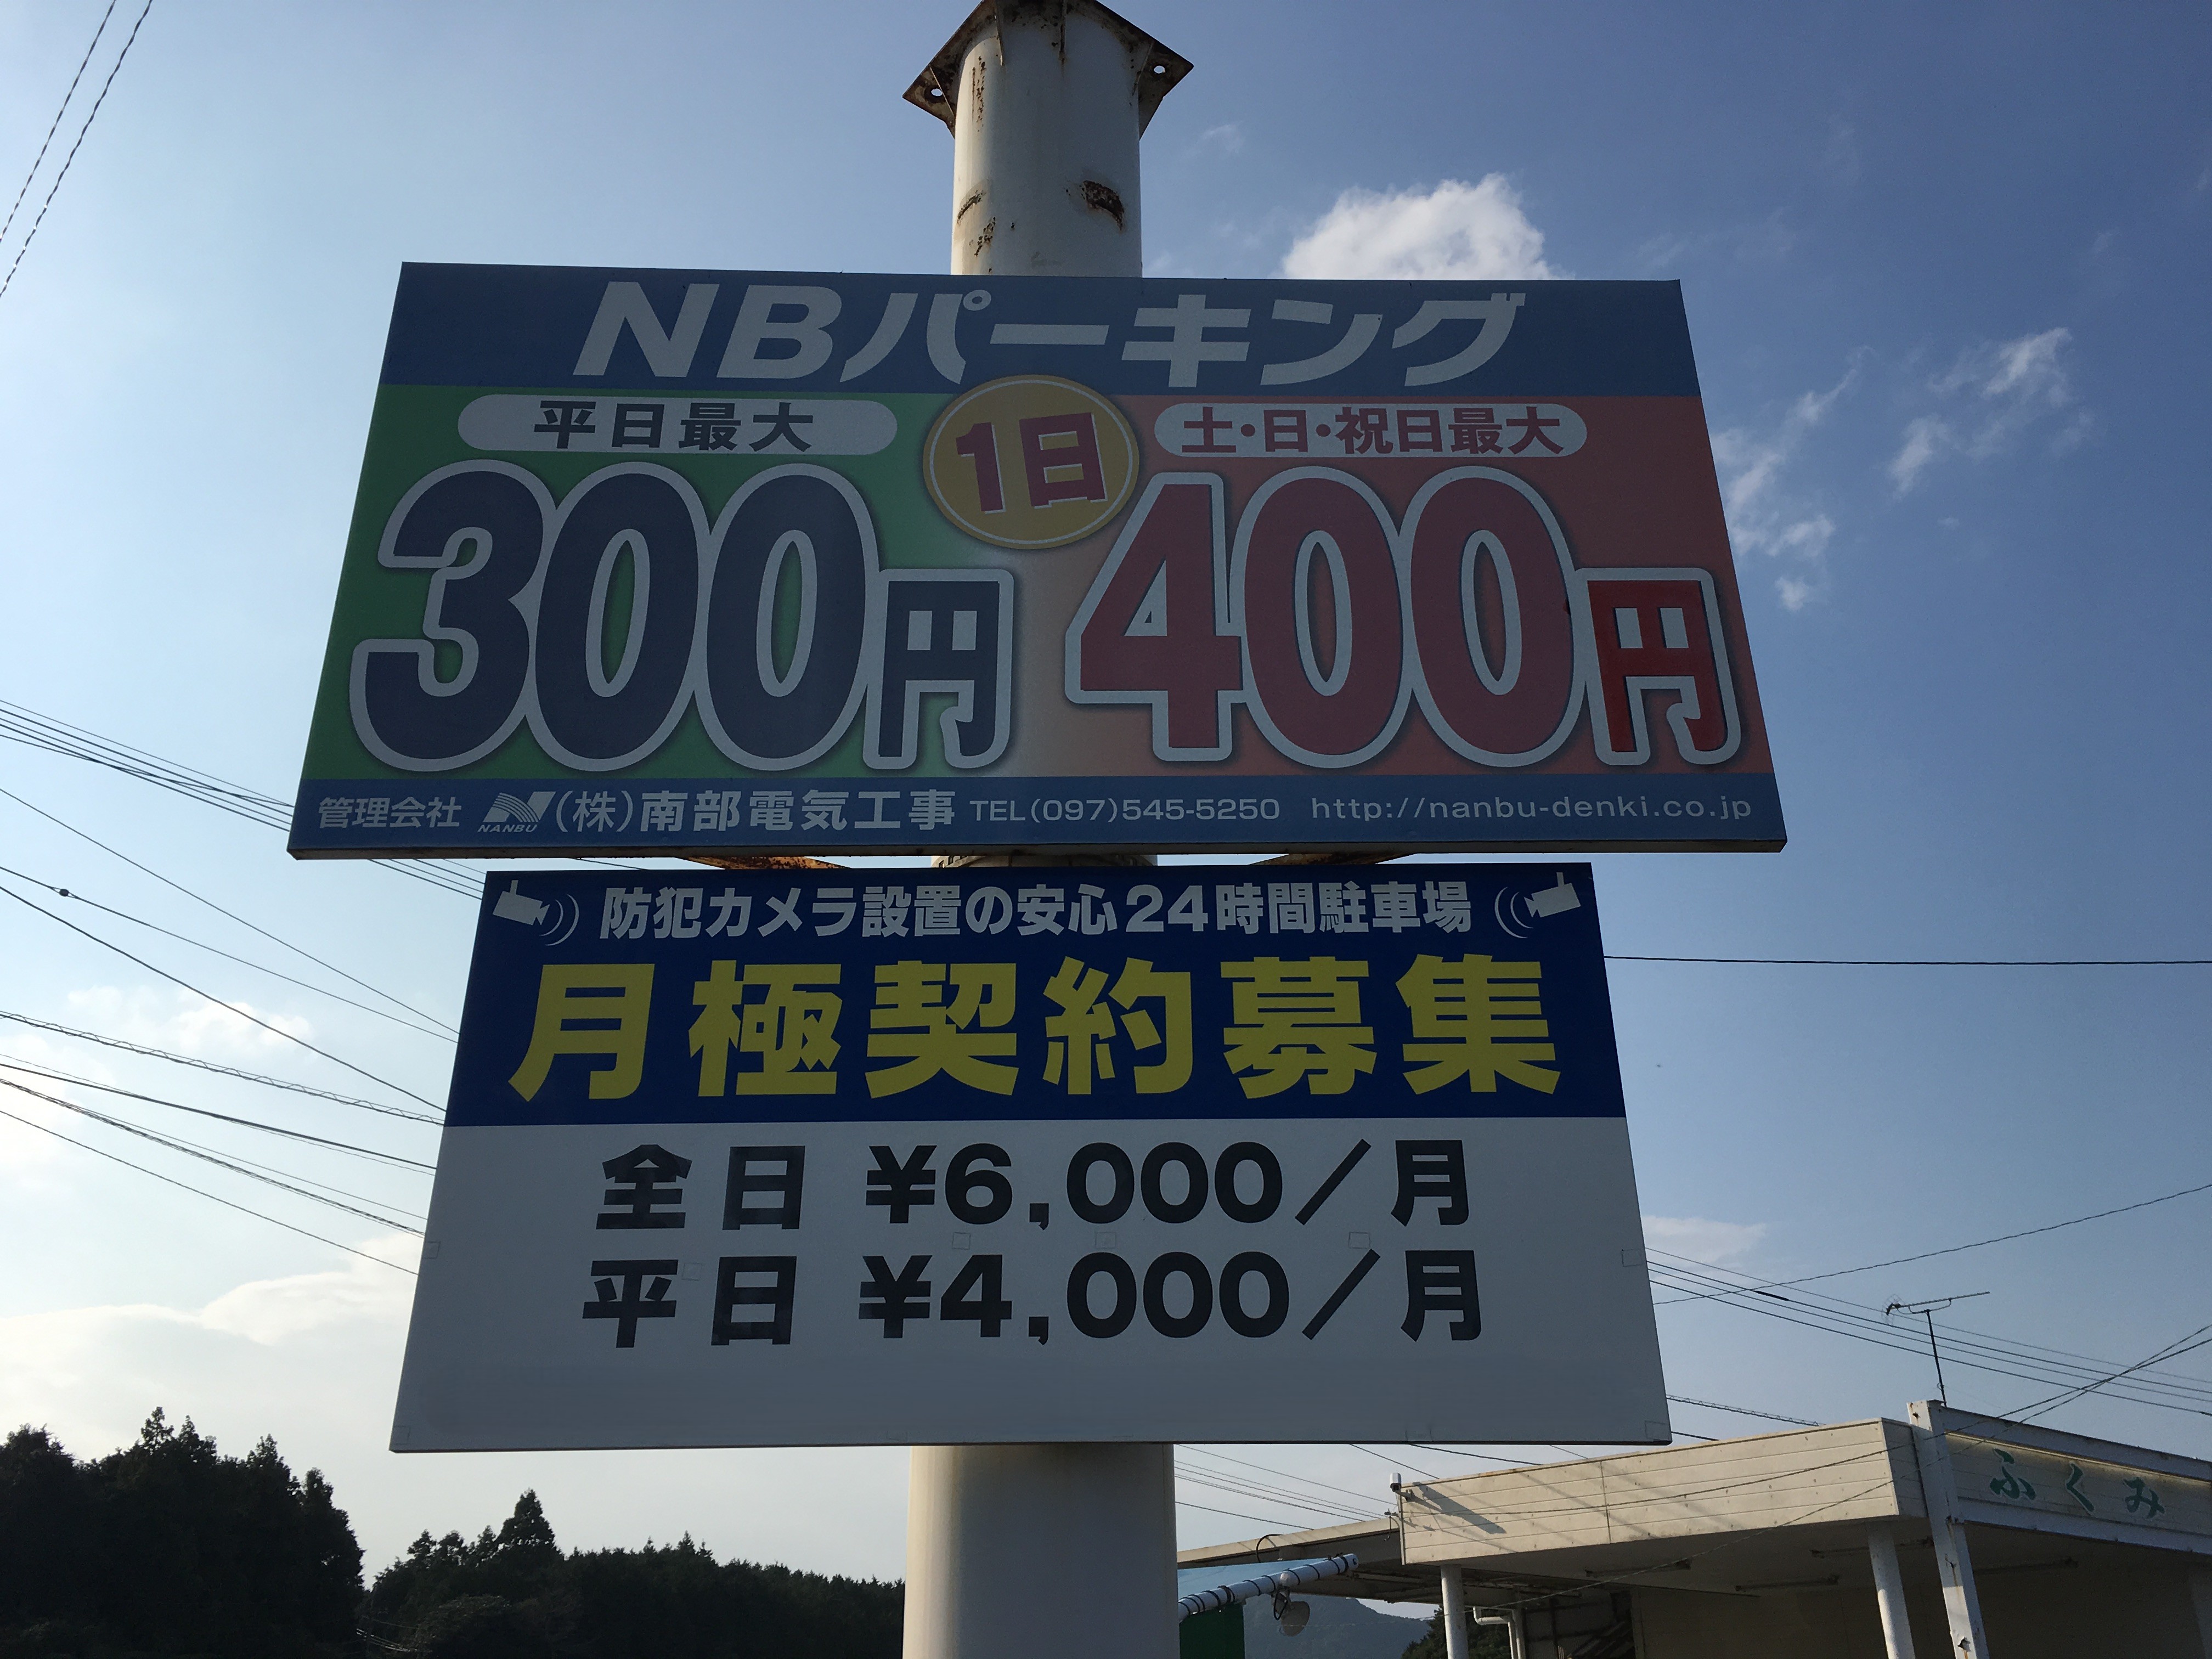 NBパーキング
平日最大
1日
土・日・祝日最大
300円
400円
管理会社 NANBU (株)南部電気工事 TEL(097)545-5250 http://nanbu-denki.co.jp
防犯カメラ設置の安心24時間駐車場
月極契約募集
全日 ¥6,000/月
平日 ¥4,000/月
ふくみ